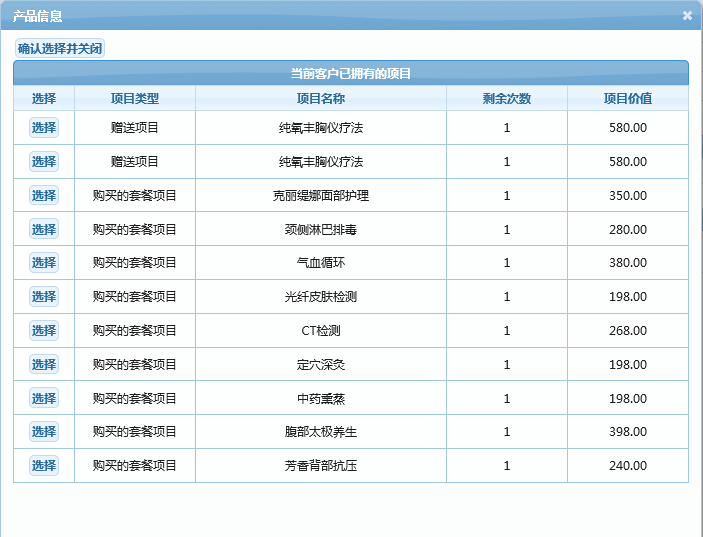 产品信息
确认选择并关闭
当前客户已拥有的项目
选择 项目类型 项目名称 剩余次数 项目价值
选择 赠送项目 纯氧丰胸仪疗法 1 580.00
选择 赠送项目 纯氧丰胸仪疗法 1 580.00
选择 购买的套餐项目 克丽缇娜面部护理 1 350.00
选择 购买的套餐项目 颈侧淋巴排毒 1 280.00
选择 购买的套餐项目 气血循环 1 380.00
选择 购买的套餐项目 光纤皮肤检测 1 198.00
选择 购买的套餐项目 CT检测 1 268.00
选择 购买的套餐项目 定穴深灸 1 198.00
选择 购买的套餐项目 中药熏蒸 1 198.00
选择 购买的套餐项目 腹部太极养生 1 398.00
选择 购买的套餐项目 芳香背部抗压 1 240.00